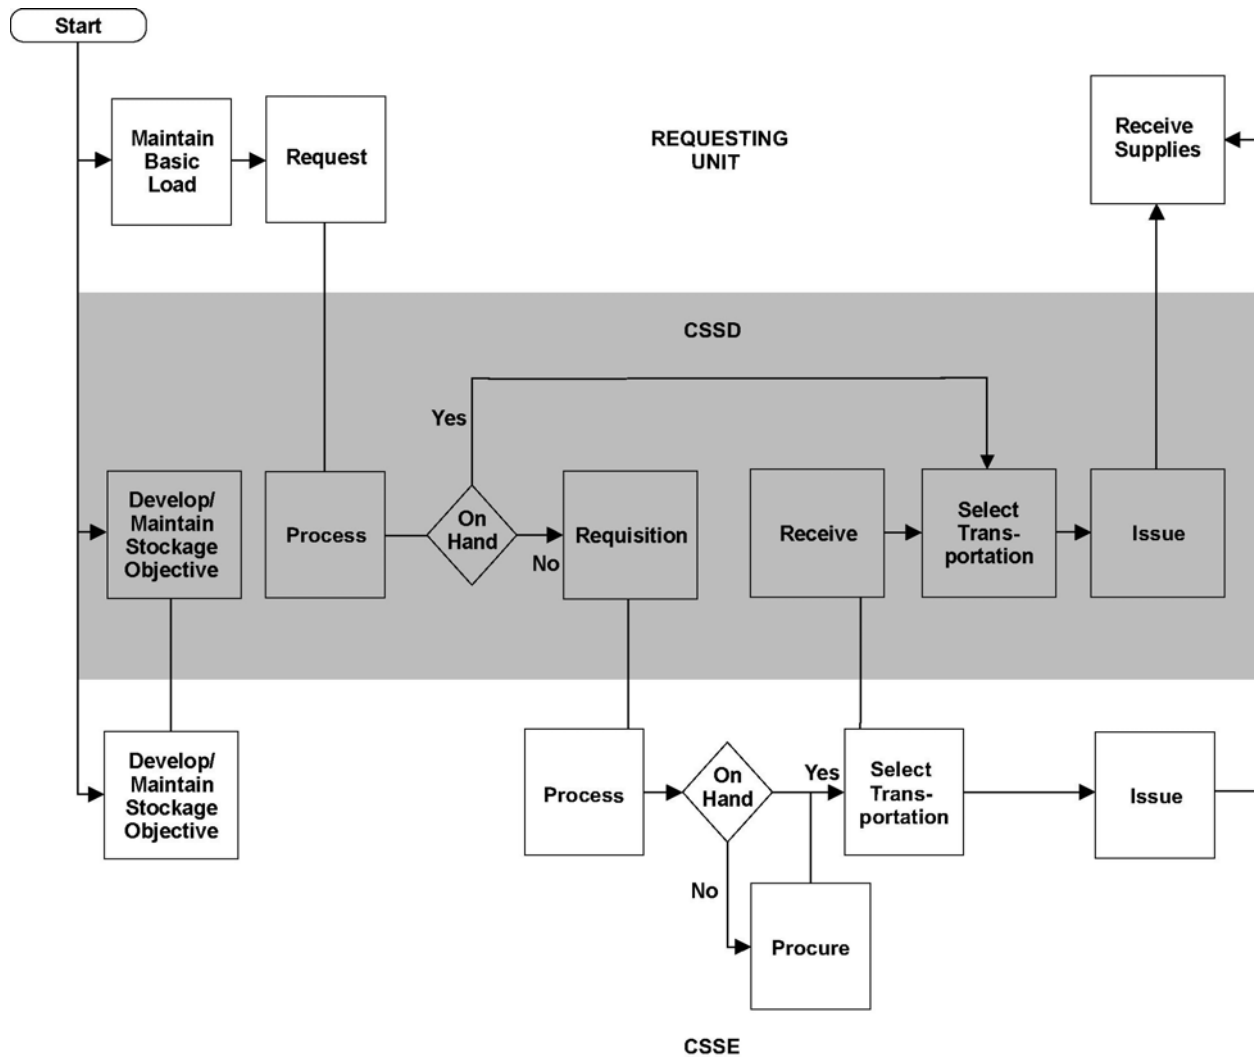 Start
Maintain
Basic
Load
Request
REQUESTING
UNIT
Receive
Supplies
CSSD
Yes
Develop/
Maintain
Stockage
Objective
Process
On
Hand
No
Requisition
Receive
Select
Trans-
portation
Issue
Develop/
Maintain
Stockage
Objective
Process
On
Hand
Yes
No
Procure
Select
Trans-
portation
Issue
CSSE